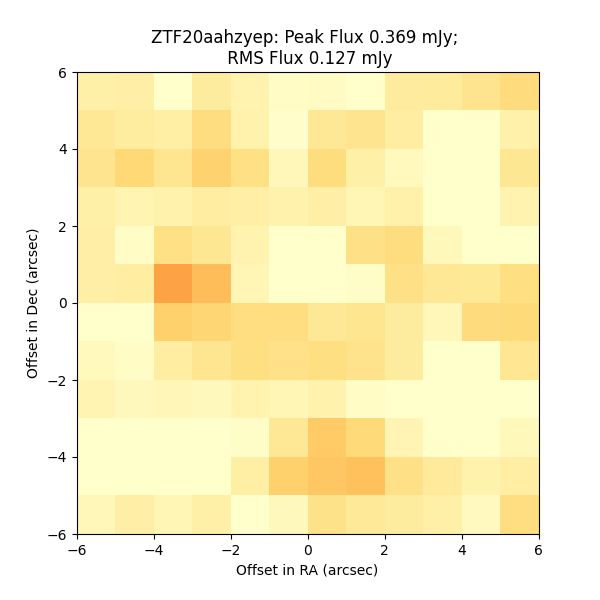 ZTF20aahzyep: Peak Flux 0.369 mJy;
RMS Flux 0.127 mJy
6
4
2
0
−2
−4
−6
Offset in Dec (arcsec)
−6 −4 −2 0 2 4 6
Offset in RA (arcsec)